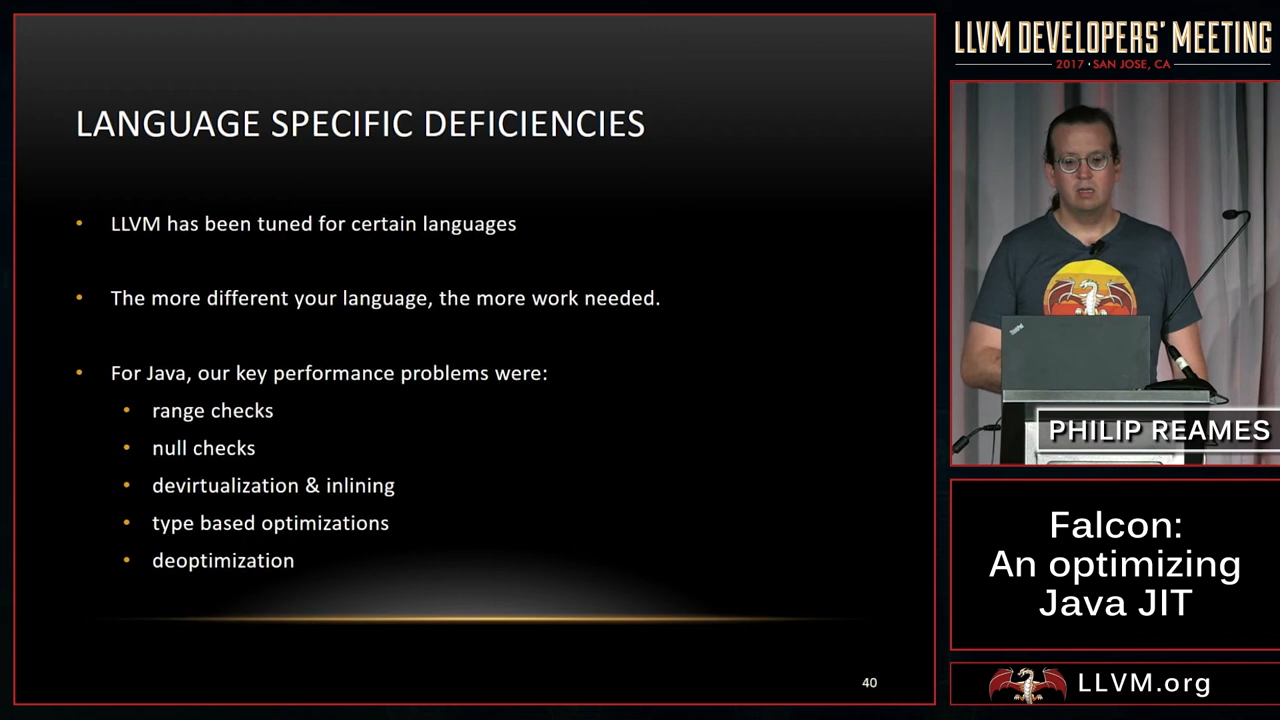 LANGUAGE SPECIFIC DEFICIENCIES
• LLVM has been tuned for certain languages
• The more different your language, the more work needed.
• For Java, our key performance problems were:
• range checks
• null checks
• devirtualization & inlining
• type based optimizations
• deoptimization
40
LLVM DEVELOPERS' MEETING
2017 • SAN JOSE, CA
ThinkPad
PHILIP REAMES
Falcon:
An optimizing
Java JIT
LLVM.org